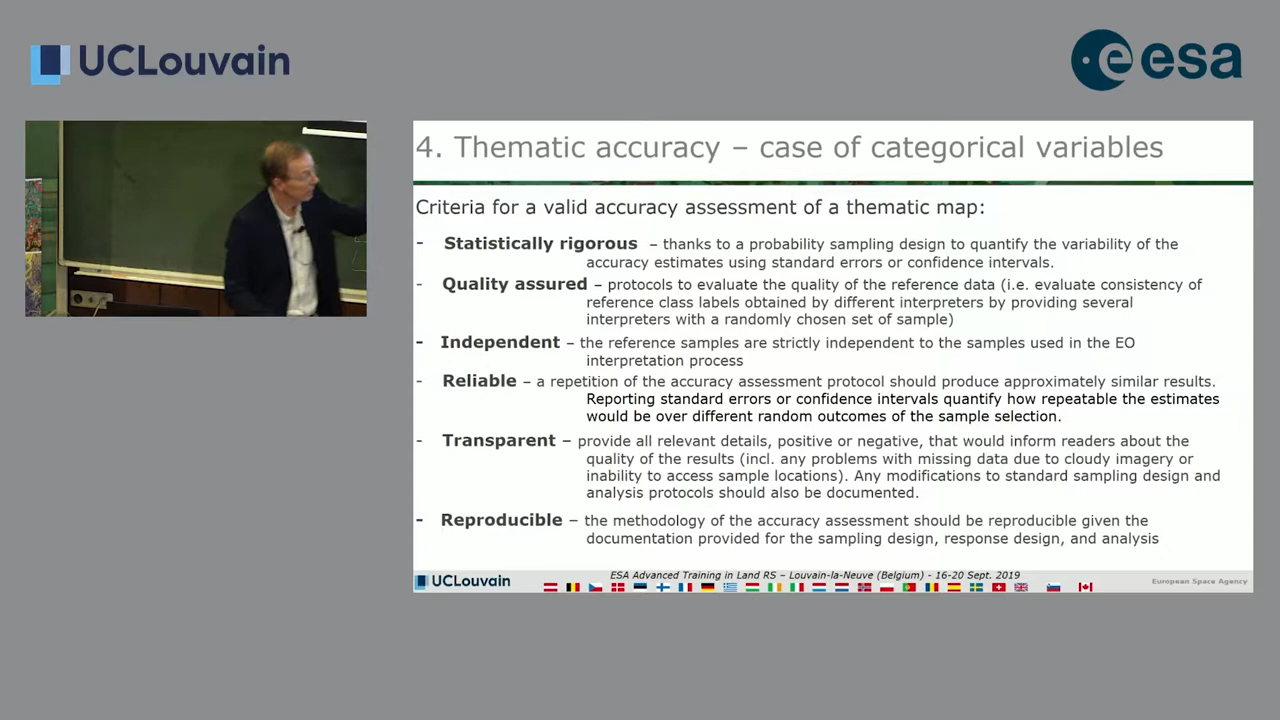 UCLouvain
esa
4. Thematic accuracy – case of categorical variables
Criteria for a valid accuracy assessment of a thematic map:
- Statistically rigorous – thanks to a probability sampling design to quantify the variability of the
accuracy estimates using standard errors or confidence intervals.
- Quality assured – protocols to evaluate the quality of the reference data (i.e. evaluate consistency of
reference class labels obtained by different interpreters by providing several
interpreters with a randomly chosen set of sample)
- Independent – the reference samples are strictly independent to the samples used in the EO
interpretation process
- Reliable – a repetition of the accuracy assessment protocol should produce approximately similar results.
Reporting standard errors or confidence intervals quantify how repeatable the estimates
would be over different random outcomes of the sample selection.
- Transparent – provide all relevant details, positive or negative, that would inform readers about the
quality of the results (incl. any problems with missing data due to cloudy imagery or
inability to access sample locations). Any modifications to standard sampling design and
analysis protocols should also be documented.
- Reproducible – the methodology of the accuracy assessment should be reproducible given the
documentation provided for the sampling design, response design, and analysis
UCLouvain
ESA Advanced Training in Land RS – Louvain-la-Neuve (Belgium) - 16-20 Sept. 2019
European Space Agency